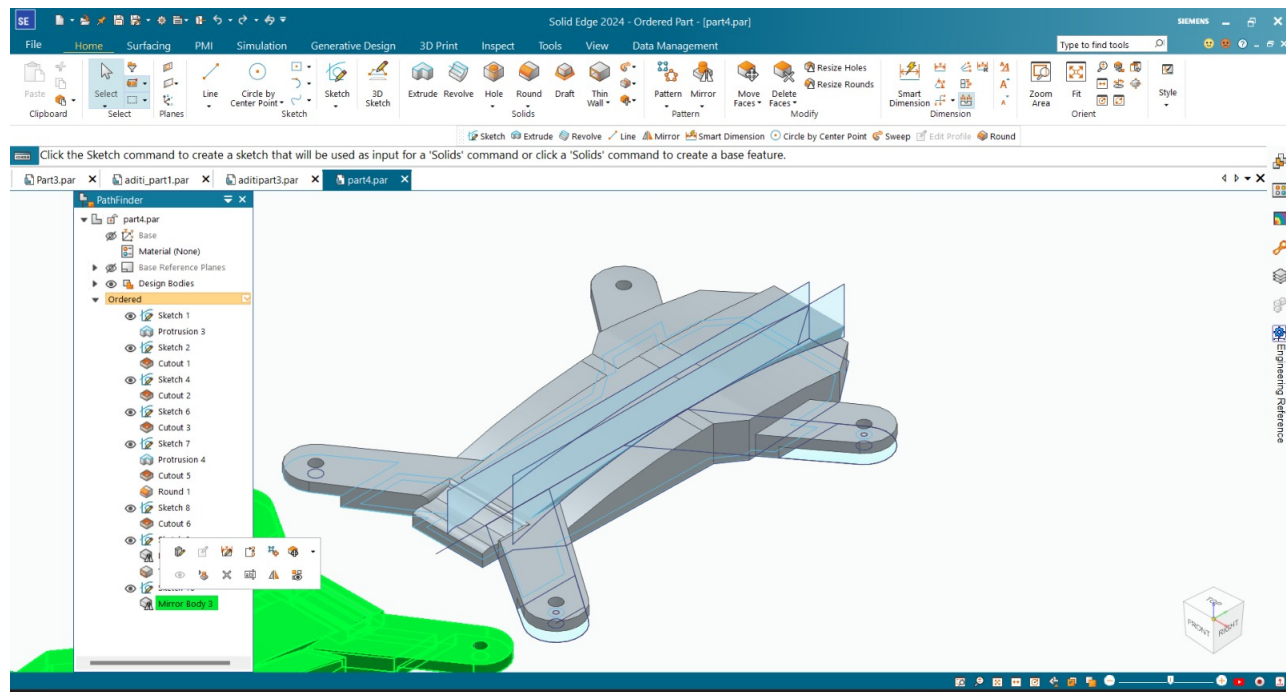 SE
Solid Edge 2024 - Ordered Part - [part4.par]
SIEMENS
File Home Surfacing PMI Simulation Generative Design 3D Print Inspect Tools View Data Management
Type to find tools
Paste
Select
Line
Circle by Center Point
Sketch
3D Sketch
Extrude
Revolve
Hole
Round
Draft
Thin Wall
Pattern
Mirror
Move Faces
Delete Faces
Resize Holes
Resize Rounds
Smart Dimension
Zoom Area
Fit
Style
Clipboard
Select
Planes
Sketch
Solids
Pattern
Modify
Dimension
Orient
Sketch Extrude Revolve Line Mirror Smart Dimension Circle by Center Point Sweep Edit Profile Round
Click the Sketch command to create a sketch that will be used as input for a 'Solids' command or click a 'Solids' command to create a base feature.
Part3.par aditi_part1.par aditipart3.par part4.par
PathFinder
part4.par
Base
Material (None)
Base Reference Planes
Design Bodies
Ordered
Sketch 1
Protrusion 3
Sketch 2
Cutout 1
Sketch 4
Cutout 2
Sketch 6
Cutout 3
Sketch 7
Protrusion 4
Cutout 5
Round 1
Sketch 8
Cutout 6
Mirror Body 3
Engineering Reference
TOP
FRONT
RIGHT